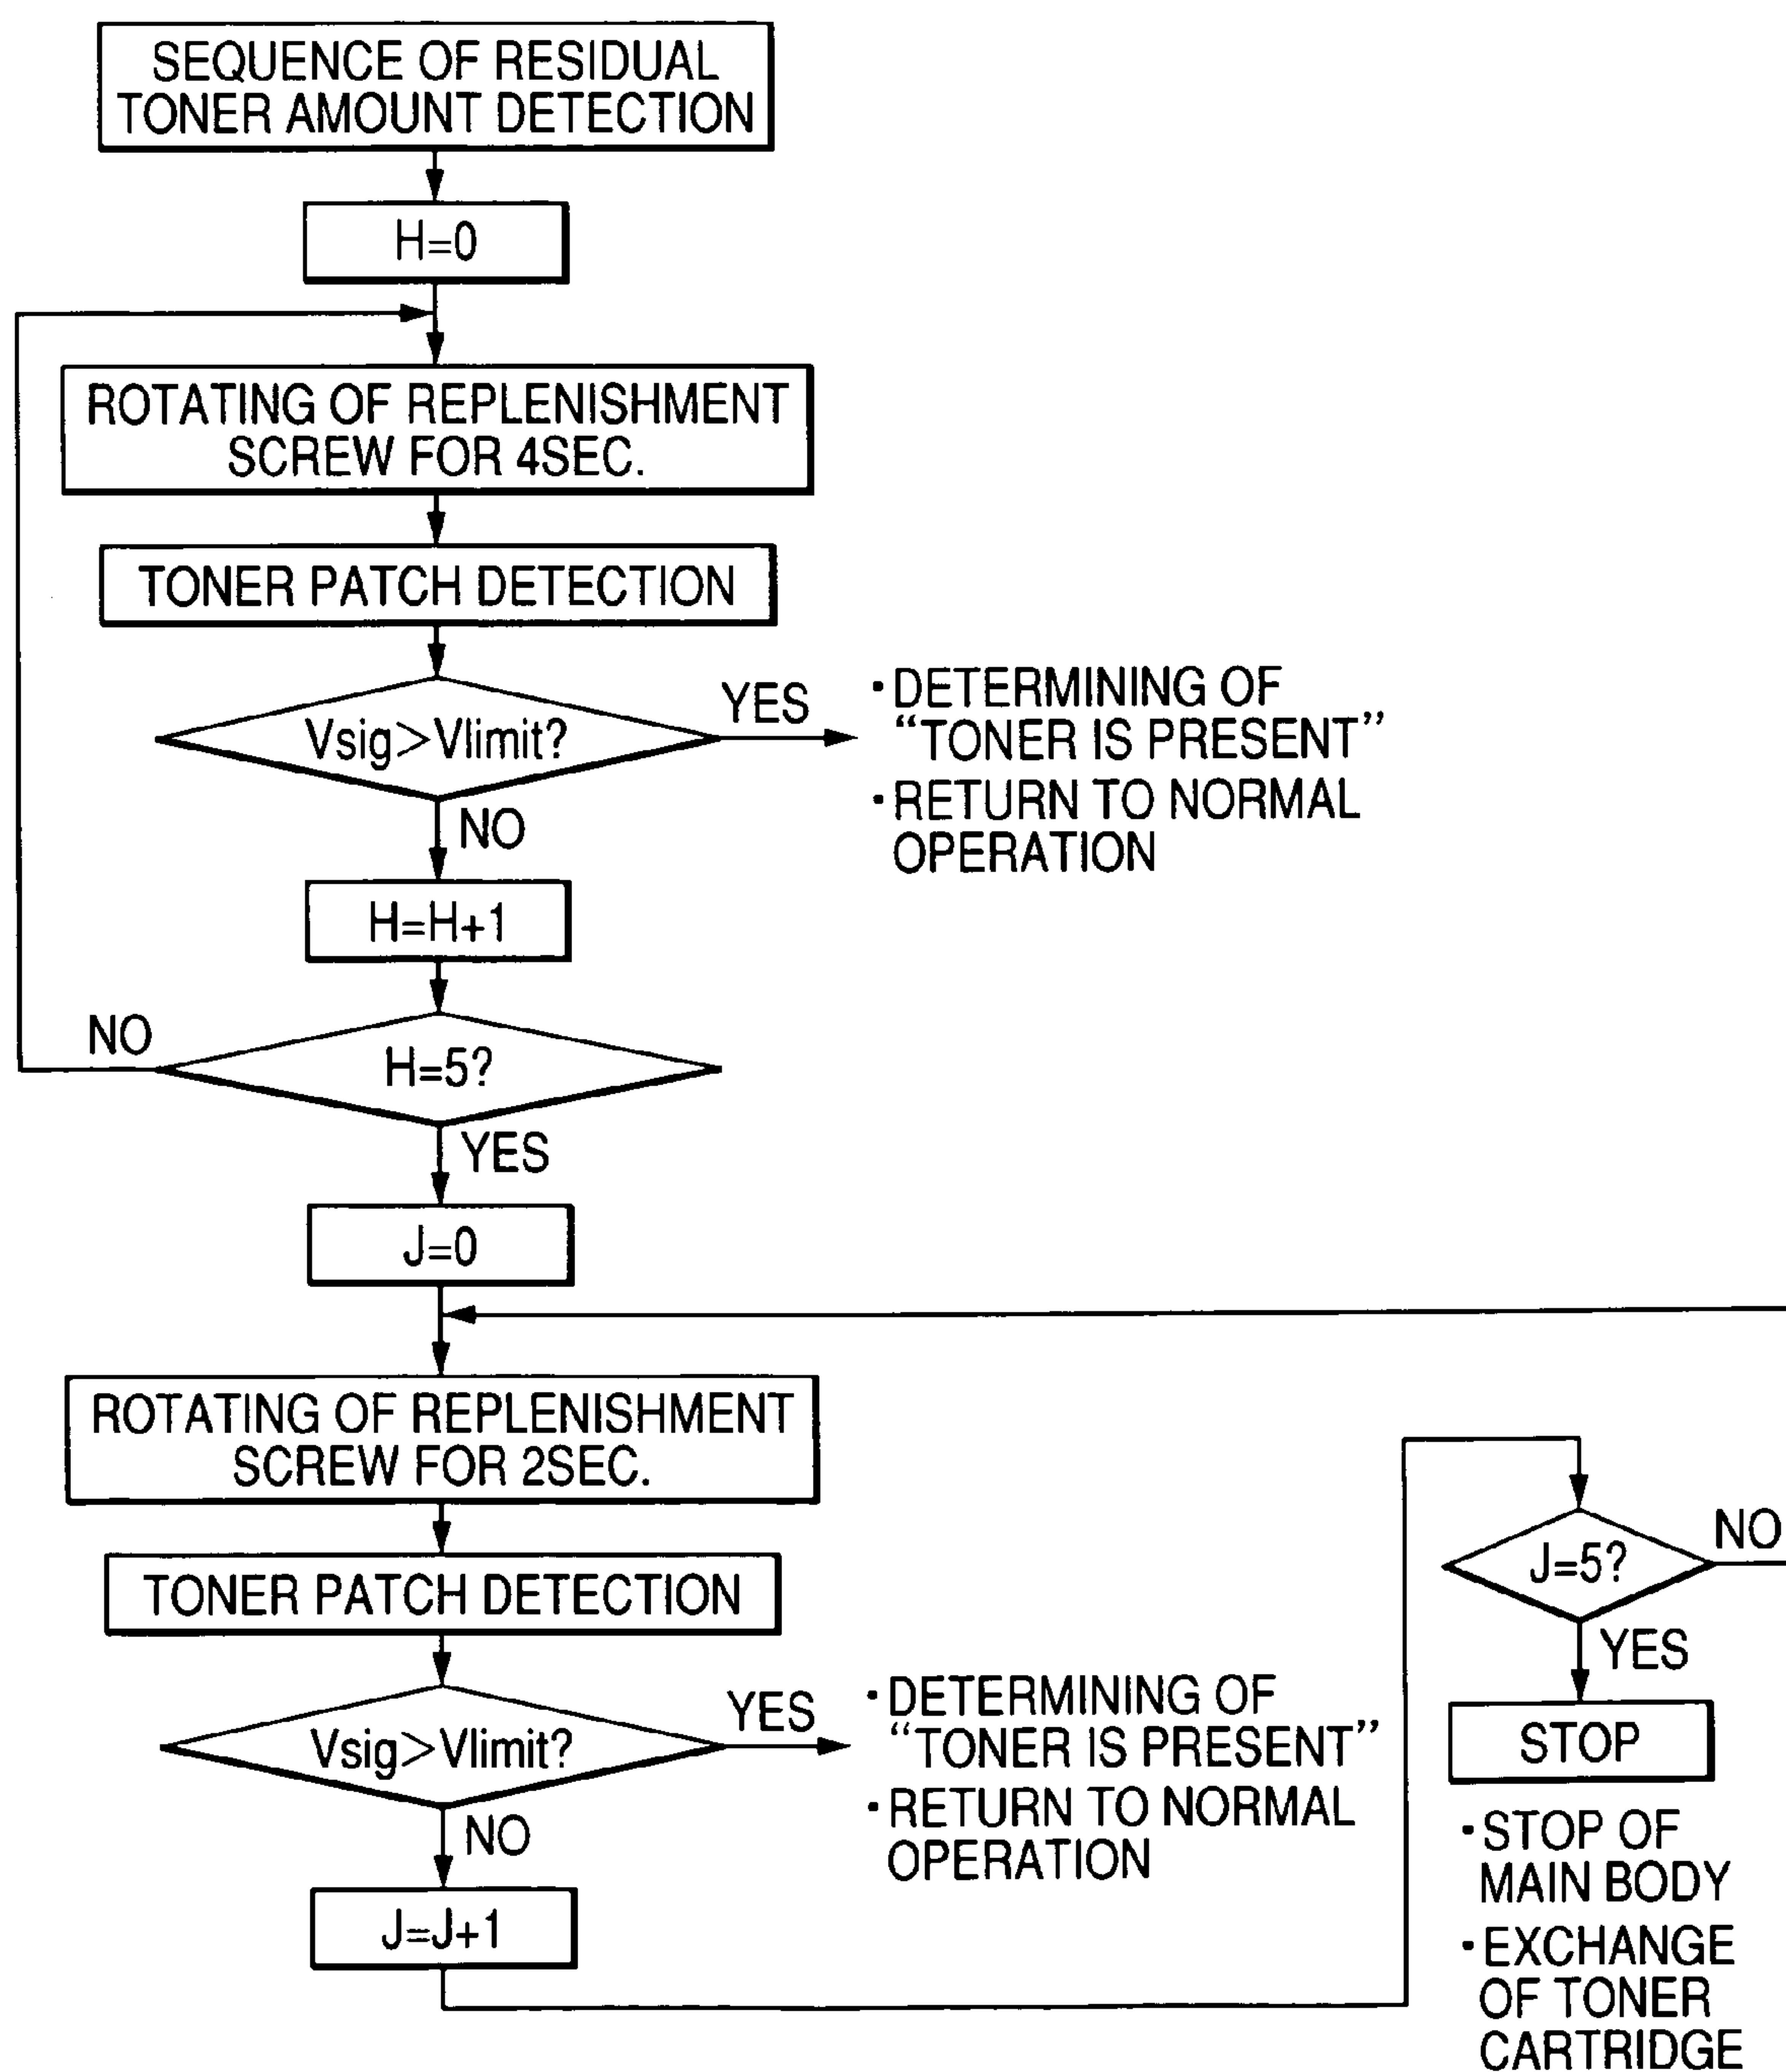 SEQUENCE OF RESIDUAL
TONER AMOUNT DETECTION
H=0
ROTATING OF REPLENISHMENT
SCREW FOR 4SEC.
TONER PATCH DETECTION
Vsig>Vlimit?
YES
・DETERMINING OF
“TONER IS PRESENT”
・RETURN TO NORMAL
OPERATION
NO
H=H+1
NO
H=5?
YES
J=0
ROTATING OF REPLENISHMENT
SCREW FOR 2SEC.
TONER PATCH DETECTION
Vsig>Vlimit?
YES
・DETERMINING OF
“TONER IS PRESENT”
・RETURN TO NORMAL
OPERATION
NO
J=J+1
J=5?
NO
YES
STOP
・STOP OF
MAIN BODY
・EXCHANGE
OF TONER
CARTRIDGE